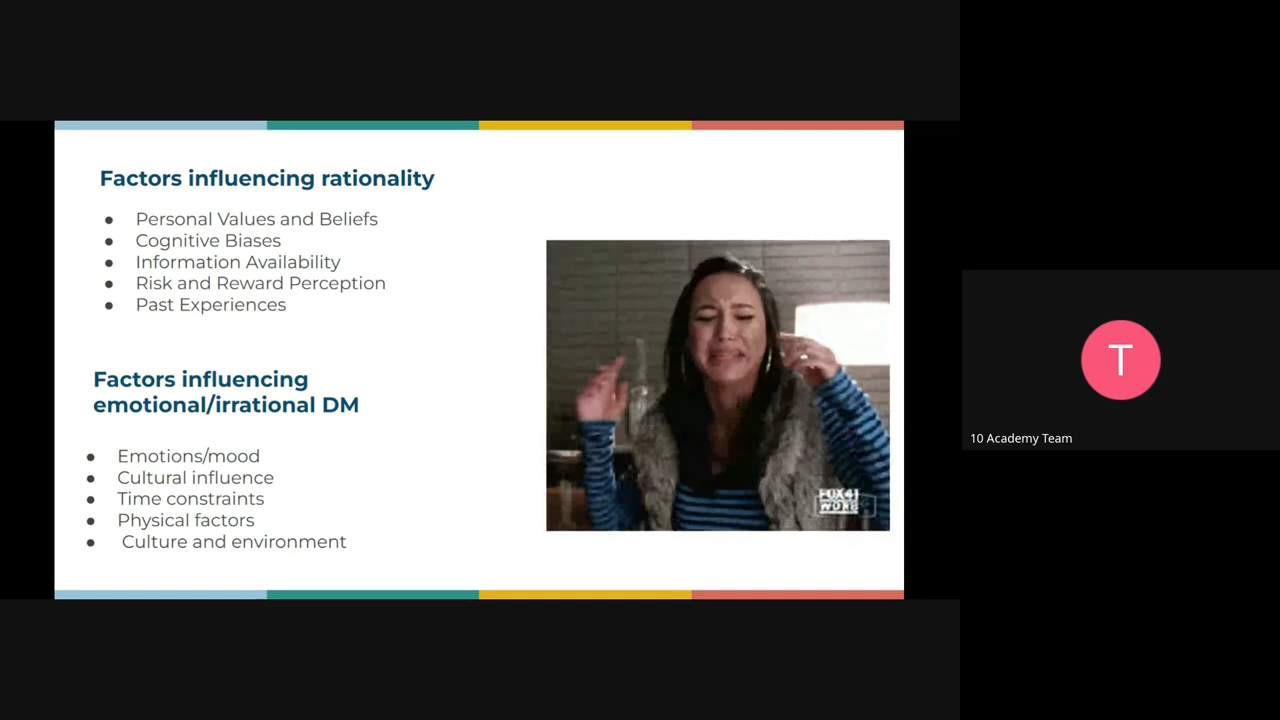 Factors influencing rationality
● Personal Values and Beliefs
● Cognitive Biases
● Information Availability
● Risk and Reward Perception
● Past Experiences
Factors influencing
emotional/irrational DM
● Emotions/mood
● Cultural influence
● Time constraints
● Physical factors
● Culture and environment
T
10 Academy Team